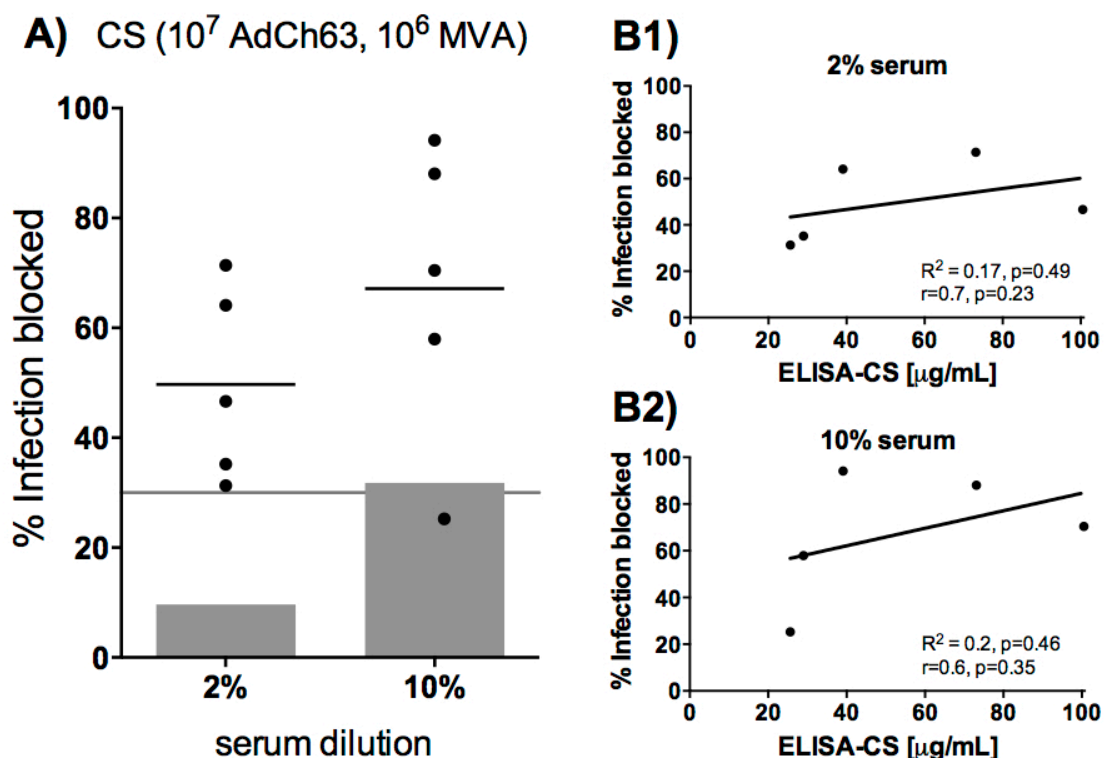 A) CS (10⁷ AdCh63, 10⁶ MVA)
% Infection blocked
100
80
60
40
20
0
2%
10%
serum dilution
B1)
2% serum
% Infection blocked
100
80
60
40
20
0
R² = 0.17, p=0.49
r=0.7, p=0.23
0
20
40
60
80
100
ELISA-CS [µg/mL]
B2)
10% serum
% Infection blocked
100
80
60
40
20
0
R² = 0.2, p=0.46
r=0.6, p=0.35
0
20
40
60
80
100
ELISA-CS [µg/mL]